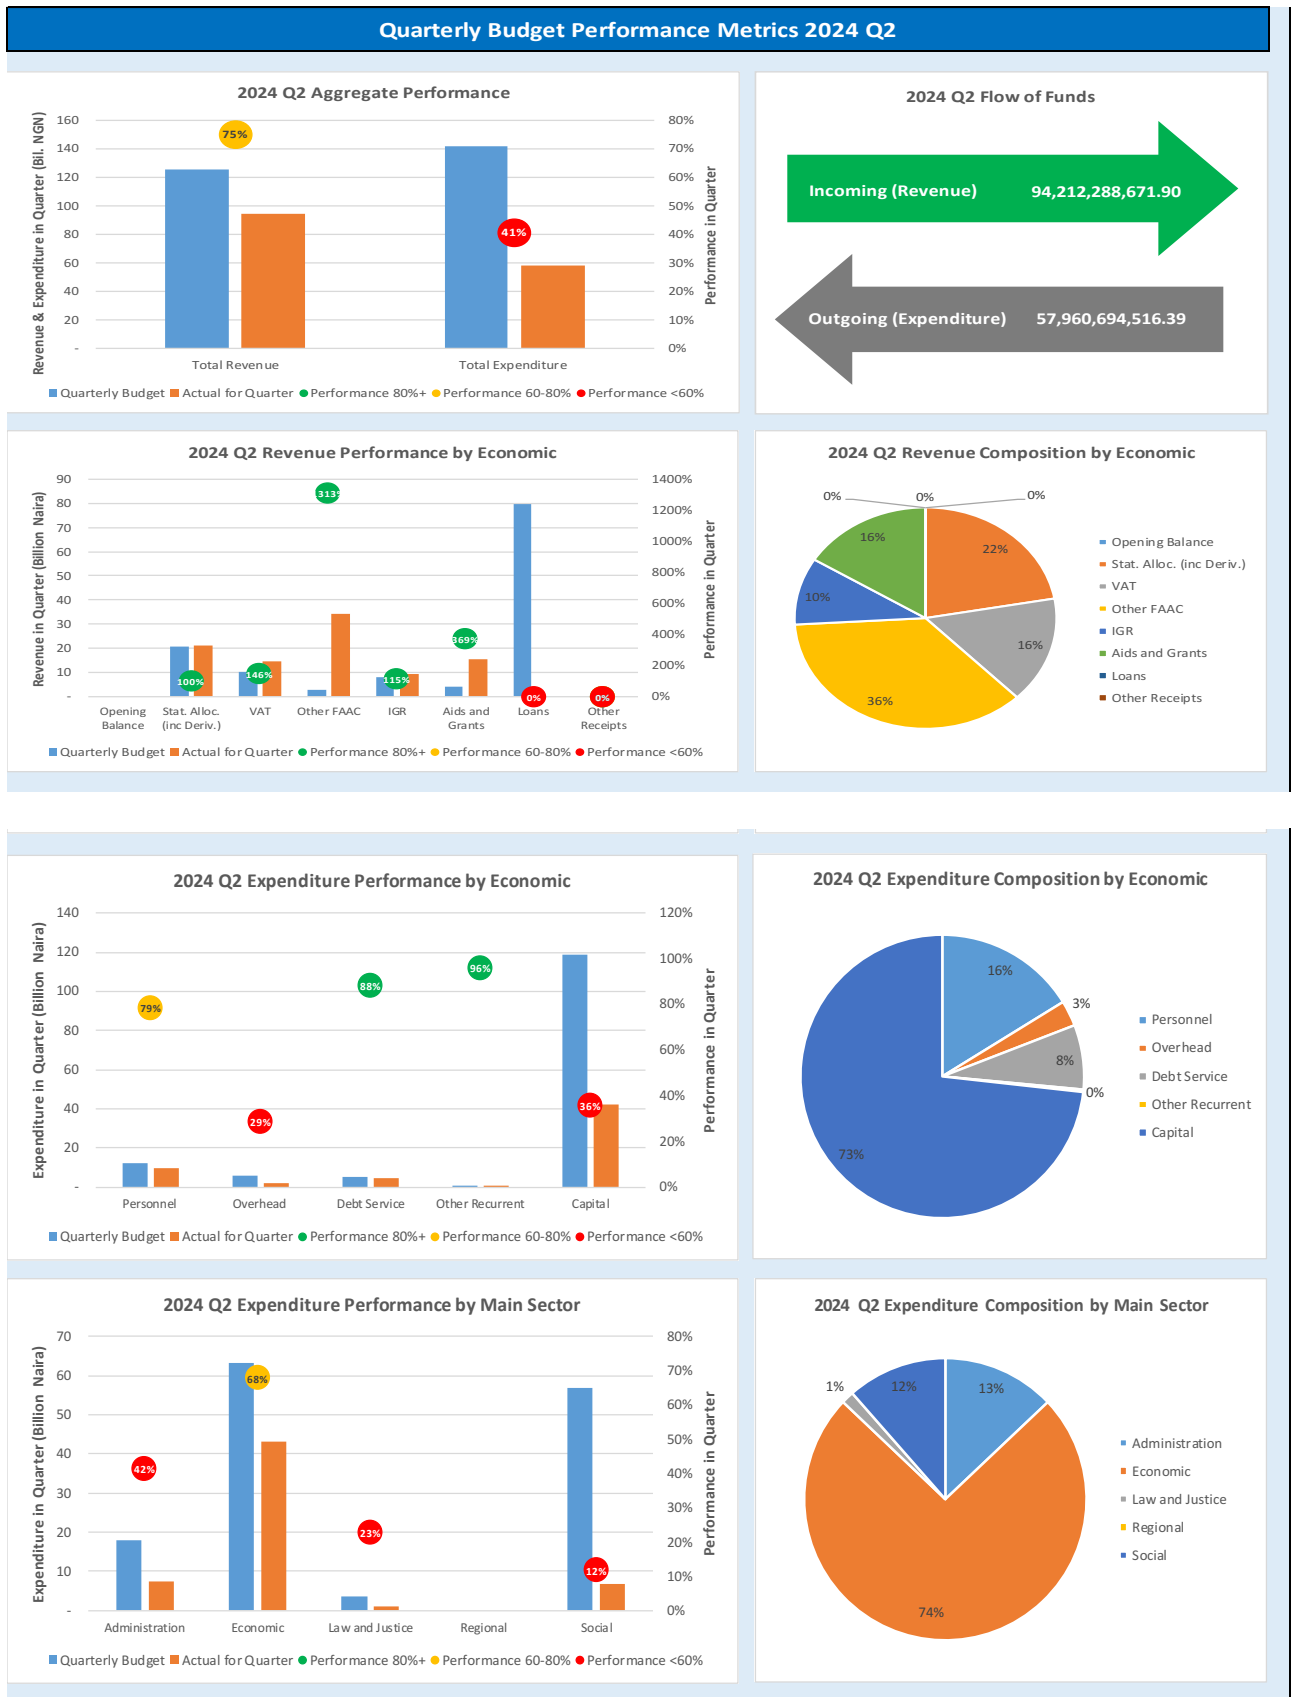 Quarterly Budget Performance Metrics 2024 Q2
2024 Q2 Aggregate Performance
Revenue & Expenditure in Quarter (Bil. NGN)
160
140
120
100
80
60
40
20
-
75%
41%
80%
70%
60%
50%
40%
30%
20%
10%
0%
Performance in Quarter
Total Revenue
Total Expenditure
Quarterly Budget Actual for Quarter Performance 80%+ Performance 60-80% Performance <60%
2024 Q2 Flow of Funds
Incoming (Revenue) 94,212,288,671.90
Outgoing (Expenditure) 57,960,694,516.39
2024 Q2 Revenue Performance by Economic
Revenue in Quarter (Billion Naira)
90
80
70
60
50
40
30
20
10
-
100%
146%
115%
369%
0%
0%
1400%
1200%
1000%
800%
600%
400%
200%
0%
Performance in Quarter
Opening Balance
Stat. Alloc. (inc Deriv.)
VAT
Other FAAC
IGR
Aids and Grants
Loans
Other Receipts
Quarterly Budget Actual for Quarter Performance 80%+ Performance 60-80% Performance <60%
2024 Q2 Revenue Composition by Economic
0%
0%
0%
22%
16%
36%
10%
16%
Opening Balance
Stat. Alloc. (inc Deriv.)
VAT
Other FAAC
IGR
Aids and Grants
Loans
Other Receipts
2024 Q2 Expenditure Performance by Economic
Expenditure in Quarter (Billion Naira)
140
120
100
80
60
40
20
-
79%
29%
88%
96%
36%
120%
100%
80%
60%
40%
20%
0%
Performance in Quarter
Personnel
Overhead
Debt Service
Other Recurrent
Capital
Quarterly Budget Actual for Quarter Performance 80%+ Performance 60-80% Performance <60%
2024 Q2 Expenditure Composition by Economic
16%
3%
8%
0%
73%
Personnel
Overhead
Debt Service
Other Recurrent
Capital
2024 Q2 Expenditure Performance by Main Sector
Expenditure in Quarter (Billion Naira)
70
60
50
40
30
20
10
-
42%
68%
23%
12%
80%
70%
60%
50%
40%
30%
20%
10%
0%
Performance in Quarter
Administration
Economic
Law and Justice
Regional
Social
Quarterly Budget Actual for Quarter Performance 80%+ Performance 60-80% Performance <60%
2024 Q2 Expenditure Composition by Main Sector
1%
12%
13%
74%
Administration
Economic
Law and Justice
Regional
Social